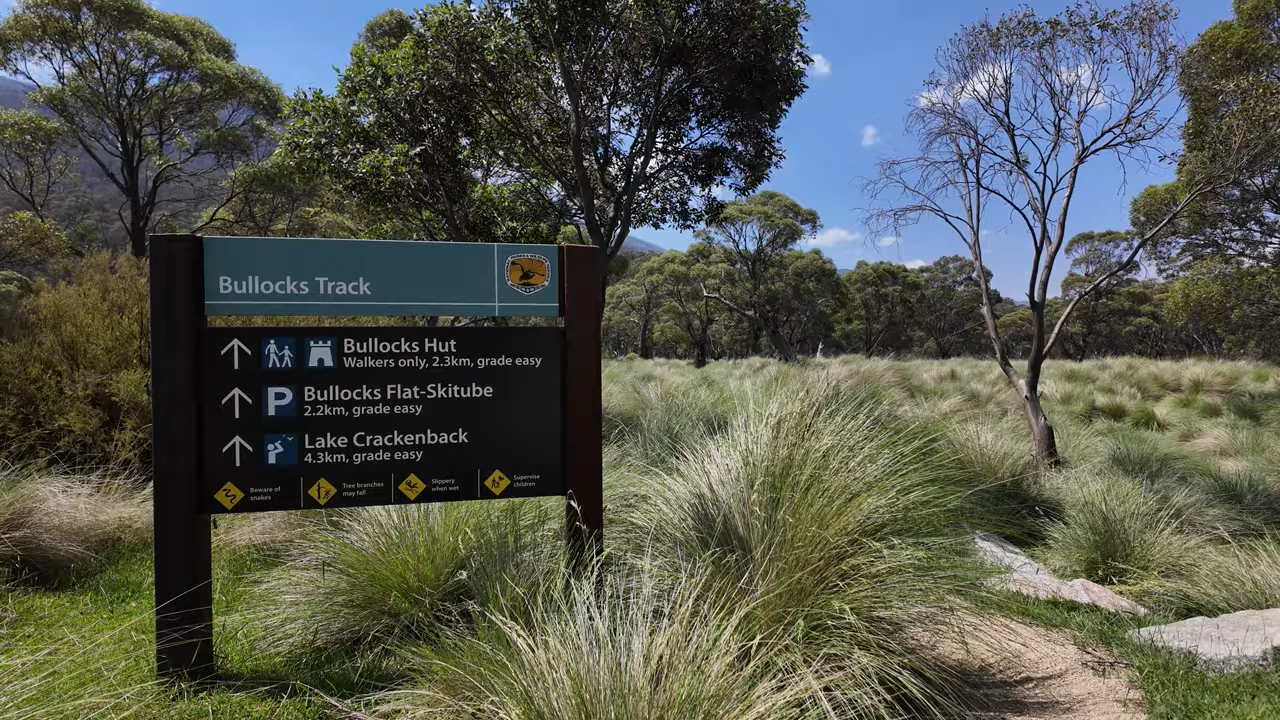 Bullocks Track
Bullocks Hut
Walkers only, 2.3km, grade easy
P Bullocks Flat-Skitube
2.2km, grade easy
Lake Crackenback
4.3km, grade easy
Beware of
snakes
Tree branches
may fall
Slippery
when wet
Supervise
children